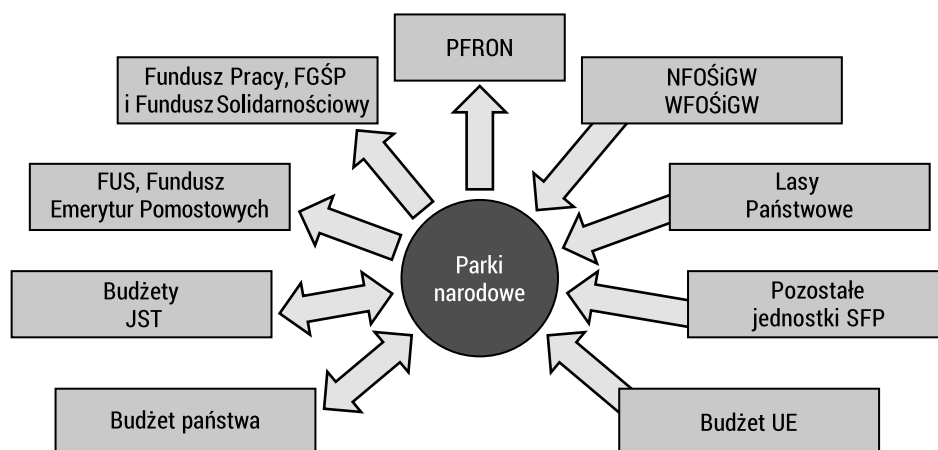 PFRON
Fundusz Pracy, FGŚP
i Fundusz Solidarnościowy
NFOŚiGW
WFOŚiGW
FUS, Fundusz
Emerytur Pomostowych
Lasy
Państwowe
Parki
narodowe
Budżety
JST
Pozostałe
jednostki SFP
Budżet państwa
Budżet UE